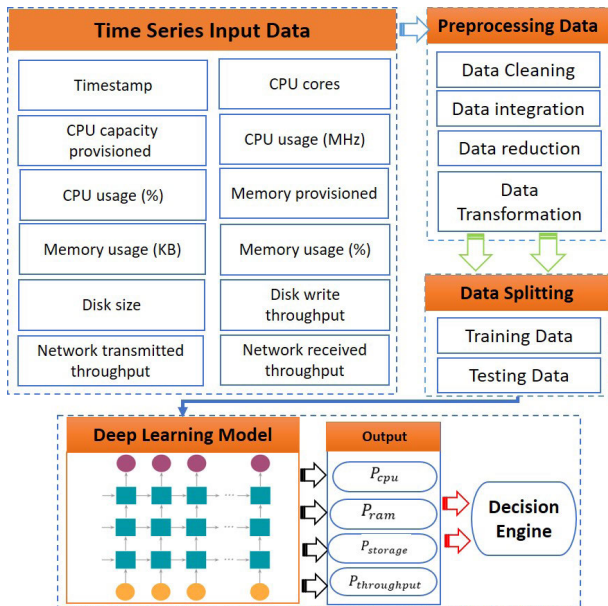 Time Series Input Data
Timestamp
CPU cores
CPU capacity
provisioned
CPU usage (MHz)
CPU usage (%)
Memory provisioned
Memory usage (KB)
Memory usage (%)
Disk size
Disk write
throughput
Network transmitted
throughput
Network received
throughput
Preprocessing Data
Data Cleaning
Data integration
Data reduction
Data
Transformation
Data Splitting
Training Data
Testing Data
Deep Learning Model
...
...
...
Output
P_cpu
P_ram
P_storage
P_throughput
Decision
Engine